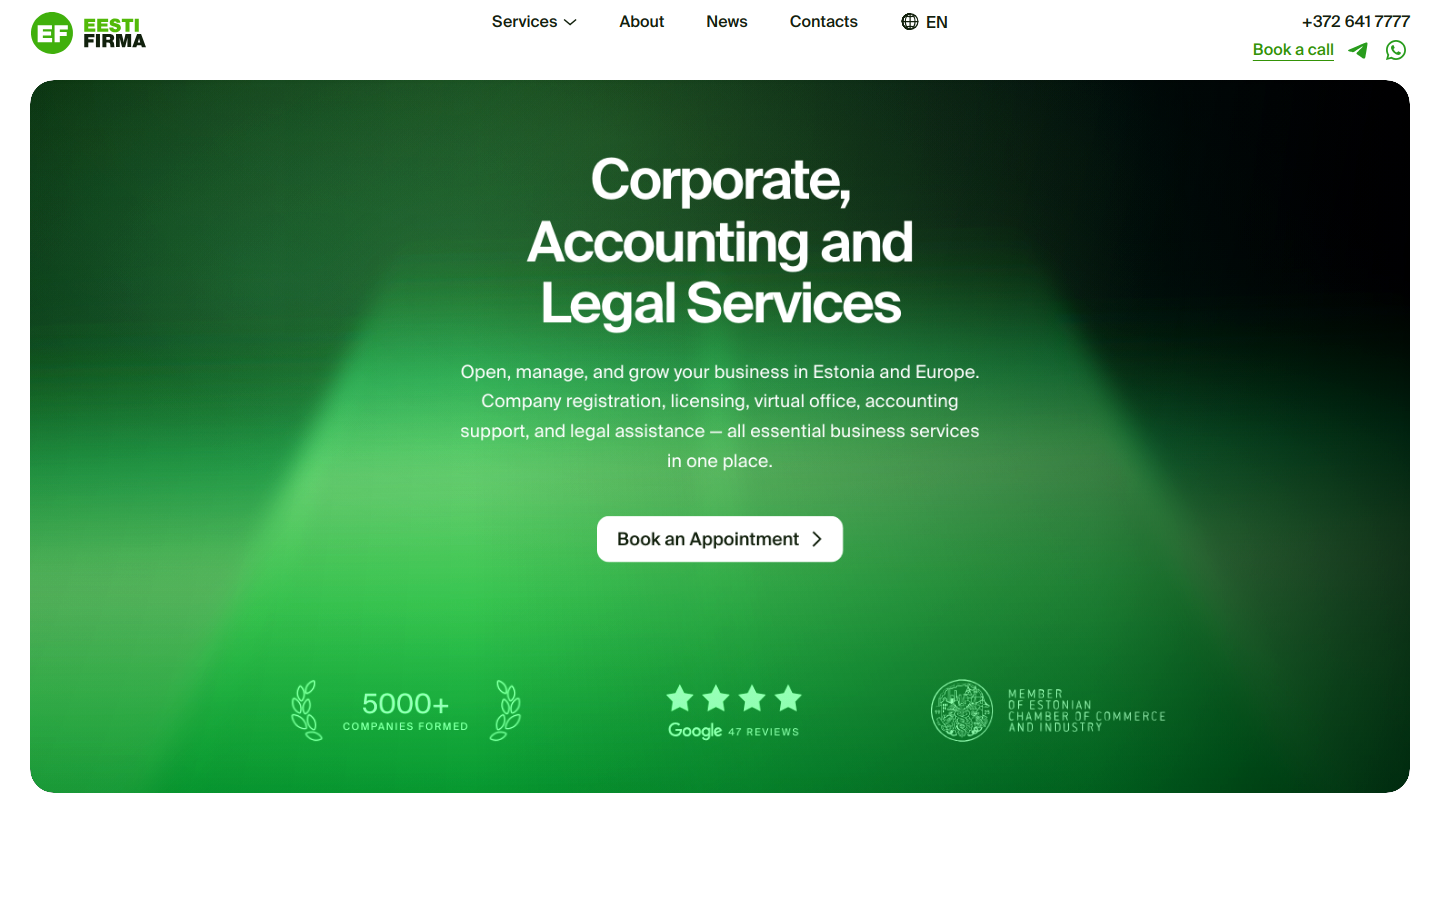 EF EESTI
FIRMA
Services
About
News
Contacts
EN
+372 641 7777
Book a call
Corporate,
Accounting and
Legal Services
Open, manage, and grow your business in Estonia and Europe.
Company registration, licensing, virtual office, accounting
support, and legal assistance – all essential business services
in one place.
Book an Appointment
5000+
COMPANIES FORMED
Google 47 REVIEWS
MEMBER
OF ESTONIAN
CHAMBER OF COMMERCE
AND INDUSTRY